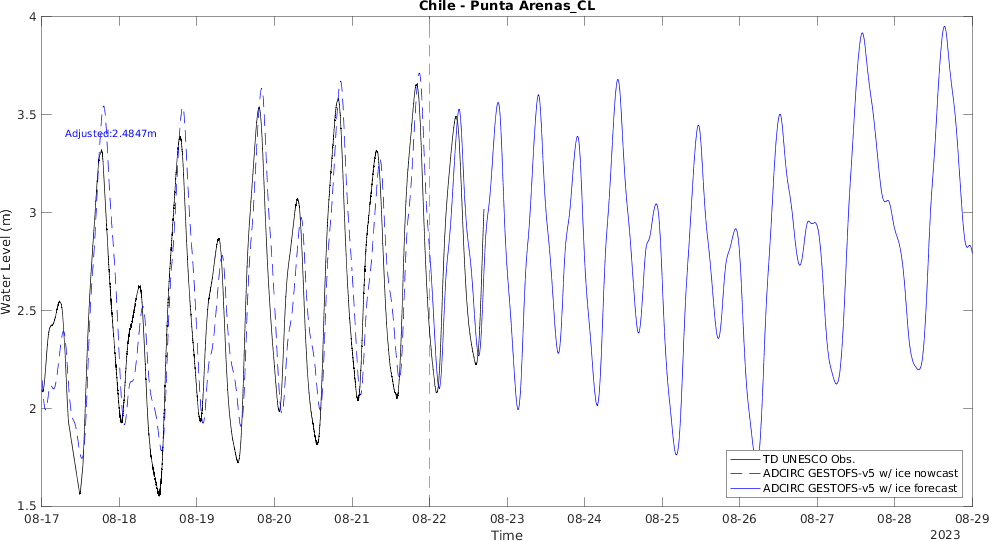 Chile - Punta Arenas_CL
4
3.5
3
2.5
2
1.5
Water Level (m)
Adjusted:2.4847m
TD UNESCO Obs.
ADCIRC GESTOFS-v5 w/ ice nowcast
ADCIRC GESTOFS-v5 w/ ice forecast
08-17 08-18 08-19 08-20 08-21 08-22 08-23 08-24 08-25 08-26 08-27 08-28 08-29
Time
2023